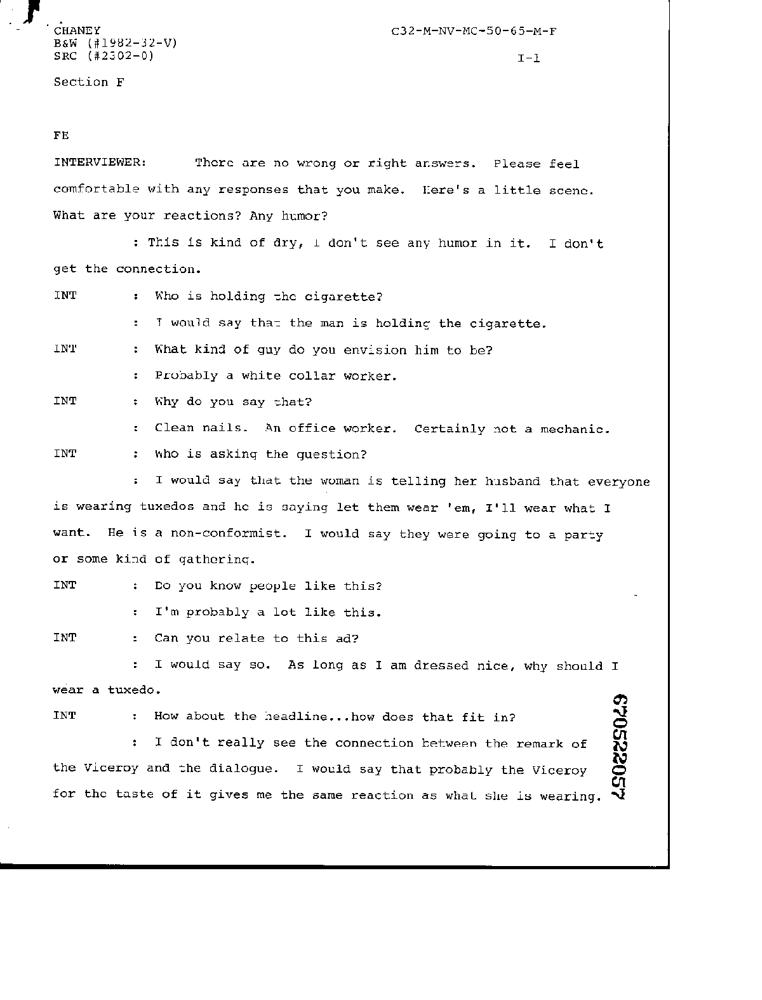 CHANEY C32-M-NV-MC-50-65-M-F
B&W (#1982-32-V)
SRC (#2302-0) I-1
Section F
FE
INTERVIEWER: There are no wrong or right answers. Please feel
comfortable with any responses that you make. Here's a little scene.
What are your reactions? Any humor?
: This is kind of dry, I don't see any humor in it. I don't
get the connection.
INT : Who is holding the cigarette?
: I would say that the man is holding the cigarette.
INT : What kind of guy do you envision him to be?
: Probably a white collar worker.
INT : Why do you say that?
: Clean nails. An office worker. Certainly not a mechanic.
INT : Who is asking the question?
: I would say that the woman is telling her husband that everyone
is wearing tuxedos and he is saying let them wear 'em, I'll wear what I
want. He is a non-conformist. I would say they were going to a party
or some kind of gathering.
INT : Do you know people like this?
: I'm probably a lot like this.
INT : Can you relate to this ad?
: I would say so. As long as I am dressed nice, why should I
wear a tuxedo.
INT : How about the headline...how does that fit in?
: I don't really see the connection between the remark of
the Viceroy and the dialogue. I would say that probably the Viceroy
for the taste of it gives me the same reaction as what she is wearing.
670522057